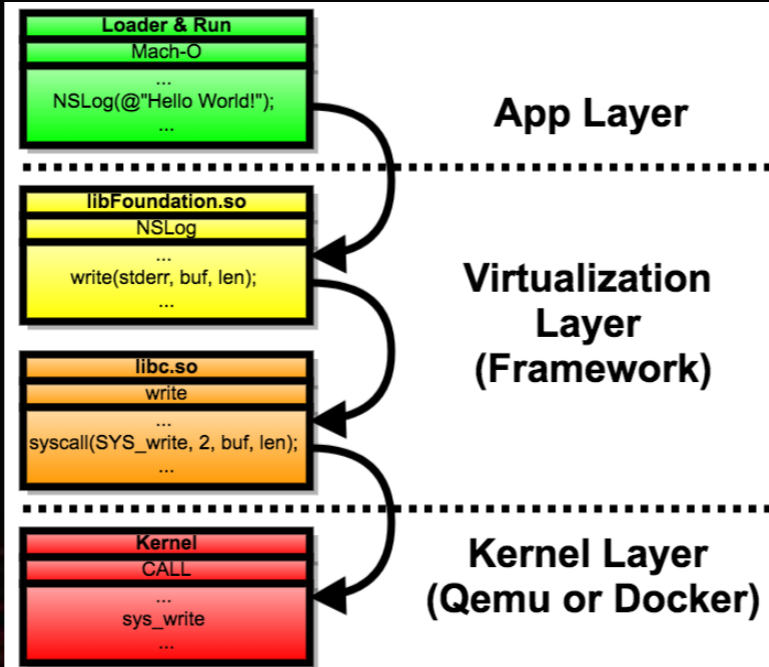 Loader & Run
Mach-O
...
NSLog(@"Hello World!");
...
App Layer
libFoundation.so
NSLog
...
write(stderr, buf, len);
...
Virtualization
Layer
(Framework)
libc.so
write
...
syscall(SYS_write, 2, buf, len);
...
Kernel
CALL
...
sys_write
...
Kernel Layer
(Qemu or Docker)